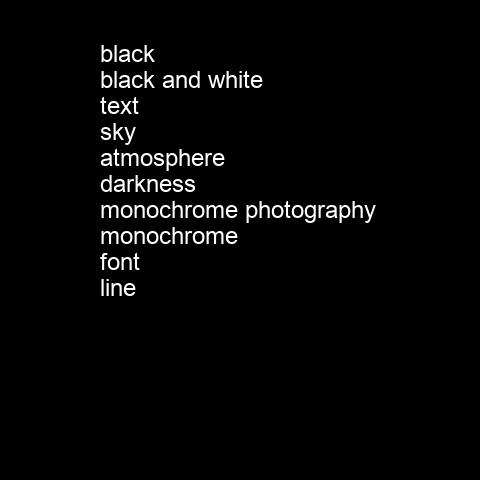 black
black and white
text
sky
atmosphere
darkness
monochrome photography
monochrome
font
line